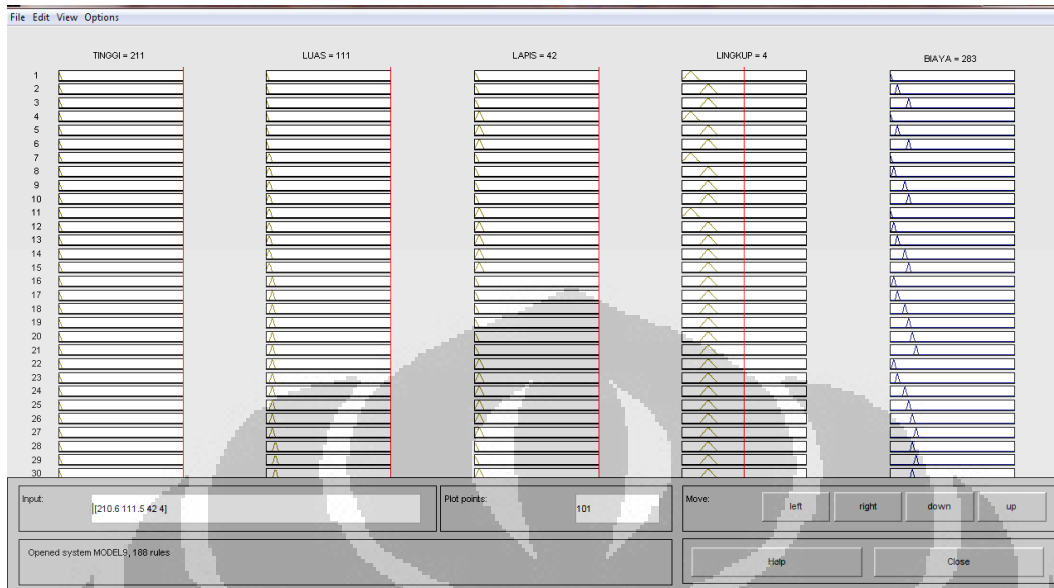 File Edit View Options
TINGGI = 211
LUAS = 111
LAPIS = 42
LINGKUP = 4
BIAYA = 283
1
2
3
4
5
6
7
8
9
10
11
12
13
14
15
16
17
18
19
20
21
22
23
24
25
26
27
28
29
30
Input:
[210.6 111.5 42 4]
Plot points:
101
Move:
left
right
down
up
Opened system MODEL9, 188 rules
Help
Close